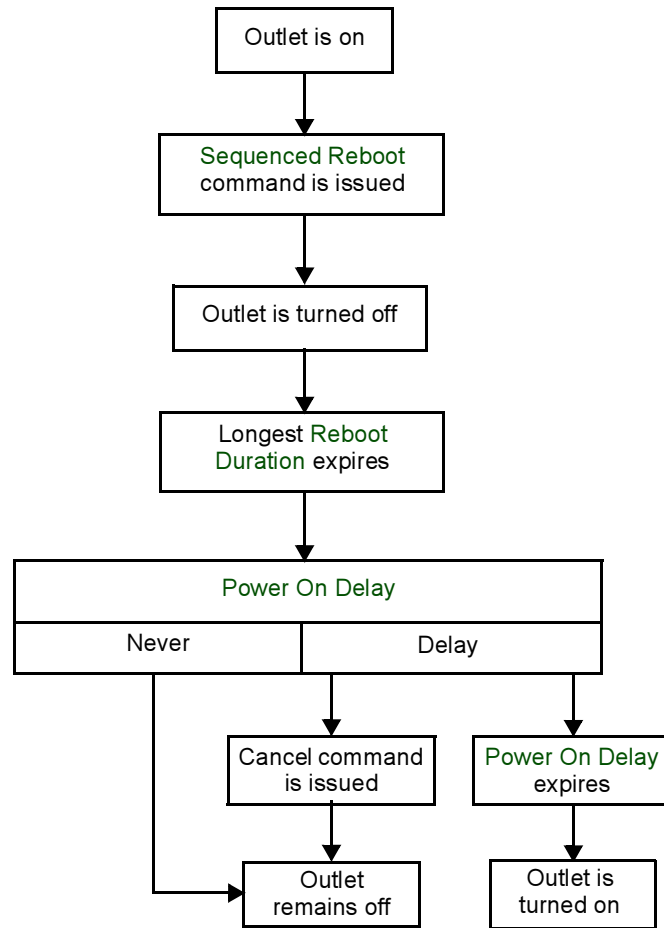 Outlet is on
Sequenced Reboot
command is issued
Outlet is turned off
Longest Reboot
Duration expires
Power On Delay
Never
Delay
Cancel command
is issued
Power On Delay
expires
Outlet
remains off
Outlet is
turned on